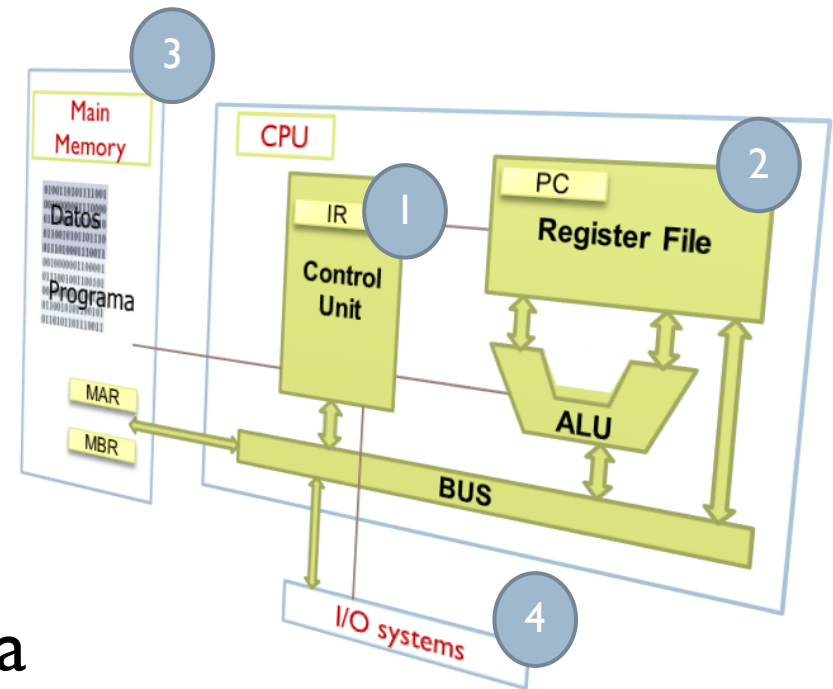 3
Main
Memory
CPU
2
PC
IR
1
Register File
Datos
Control
Unit
Programa
MAR
MBR
ALU
BUS
I/O systems
4
a